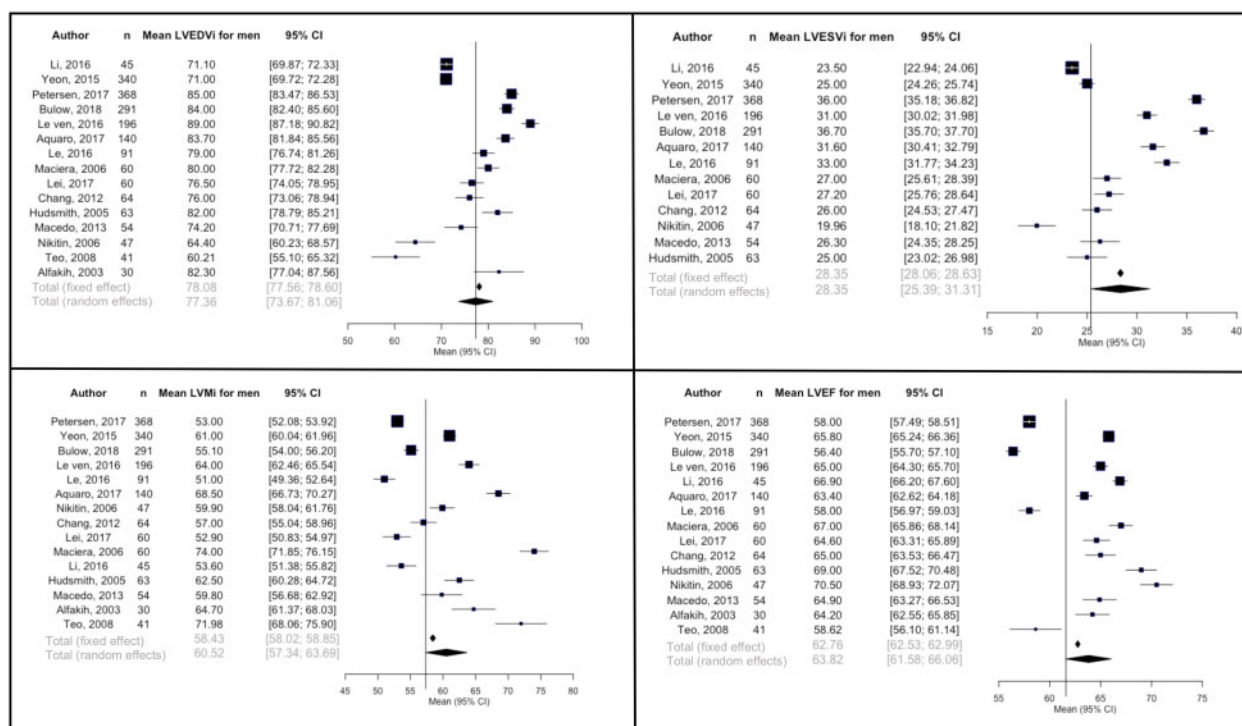 Author n Mean LVEDVi for men 95% CI
Li, 2016 45 71.10 [69.87; 72.33]
Yeon, 2015 340 71.00 [69.72; 72.28]
Petersen, 2017 368 85.00 [83.47; 86.53]
Bulow, 2018 291 84.00 [82.40; 85.60]
Le ven, 2016 196 89.00 [87.18; 90.82]
Aquaro, 2017 140 83.70 [81.84; 85.56]
Le, 2016 91 79.00 [76.74; 81.26]
Maciera, 2006 60 80.00 [77.72; 82.28]
Lei, 2017 60 76.50 [74.05; 78.95]
Chang, 2012 64 76.00 [73.06; 78.94]
Hudsmith, 2005 63 82.00 [78.79; 85.21]
Macedo, 2013 54 74.20 [70.71; 77.69]
Nikitin, 2006 47 64.40 [60.23; 68.57]
Teo, 2008 41 60.21 [55.10; 65.32]
Alfakih, 2003 30 82.30 [77.04; 87.56]
Total (fixed effect) 78.08 [77.56; 78.60]
Total (random effects) 77.36 [73.67; 81.06]
50 60 70 80 90 100
Mean (95% CI)
Author n Mean LVESVi for men 95% CI
Li, 2016 45 23.50 [22.94; 24.06]
Yeon, 2015 340 25.00 [24.26; 25.74]
Petersen, 2017 368 36.00 [35.18; 36.82]
Le ven, 2016 196 31.00 [30.02; 31.98]
Bulow, 2018 291 36.70 [35.70; 37.70]
Aquaro, 2017 140 31.60 [30.41; 32.79]
Le, 2016 91 33.00 [31.77; 34.23]
Maciera, 2006 60 27.00 [25.61; 28.39]
Lei, 2017 60 27.20 [25.76; 28.64]
Chang, 2012 64 26.00 [24.53; 27.47]
Nikitin, 2006 47 19.96 [18.10; 21.82]
Macedo, 2013 54 26.30 [24.35; 28.25]
Hudsmith, 2005 63 25.00 [23.02; 26.98]
Total (fixed effect) 28.35 [28.06; 28.63]
Total (random effects) 28.35 [25.39; 31.31]
15 20 25 30 35 40
Mean (95% CI)
Author n Mean LVMi for men 95% CI
Petersen, 2017 368 53.00 [52.08; 53.92]
Yeon, 2015 340 61.00 [60.04; 61.96]
Bulow, 2018 291 55.10 [54.00; 56.20]
Le ven, 2016 196 64.00 [62.46; 65.54]
Le, 2016 91 51.00 [49.36; 52.64]
Aquaro, 2017 140 68.50 [66.73; 70.27]
Nikitin, 2006 47 59.90 [58.04; 61.76]
Chang, 2012 64 57.00 [55.04; 58.96]
Lei, 2017 60 52.90 [50.83; 54.97]
Maciera, 2006 60 74.00 [71.85; 76.15]
Li, 2016 45 53.60 [51.38; 55.82]
Hudsmith, 2005 63 62.50 [60.28; 64.72]
Macedo, 2013 54 59.80 [56.68; 62.92]
Alfakih, 2003 30 64.70 [61.37; 68.03]
Teo, 2008 41 71.98 [68.06; 75.90]
Total (fixed effect) 58.43 [58.02; 58.85]
Total (random effects) 60.52 [57.34; 63.69]
45 50 55 60 65 70 75 80
Mean (95% CI)
Author n Mean LVEF for men 95% CI
Petersen, 2017 368 58.00 [57.49; 58.51]
Yeon, 2015 340 65.80 [65.24; 66.36]
Bulow, 2018 291 56.40 [55.70; 57.10]
Le ven, 2016 196 65.00 [64.30; 65.70]
Li, 2016 45 66.90 [66.20; 67.60]
Aquaro, 2017 140 63.40 [62.62; 64.18]
Le, 2016 91 58.00 [56.97; 59.03]
Maciera, 2006 60 67.00 [65.86; 68.14]
Lei, 2017 60 64.60 [63.31; 65.89]
Chang, 2012 64 65.00 [63.53; 66.47]
Hudsmith, 2005 63 69.00 [67.52; 70.48]
Nikitin, 2006 47 70.50 [68.93; 72.07]
Macedo, 2013 54 64.90 [63.27; 66.53]
Alfakih, 2003 30 64.20 [62.55; 65.85]
Teo, 2008 41 58.62 [56.10; 61.14]
Total (fixed effect) 62.76 [62.53; 62.99]
Total (random effects) 63.82 [61.58; 66.06]
55 60 65 70 75
Mean (95% CI)